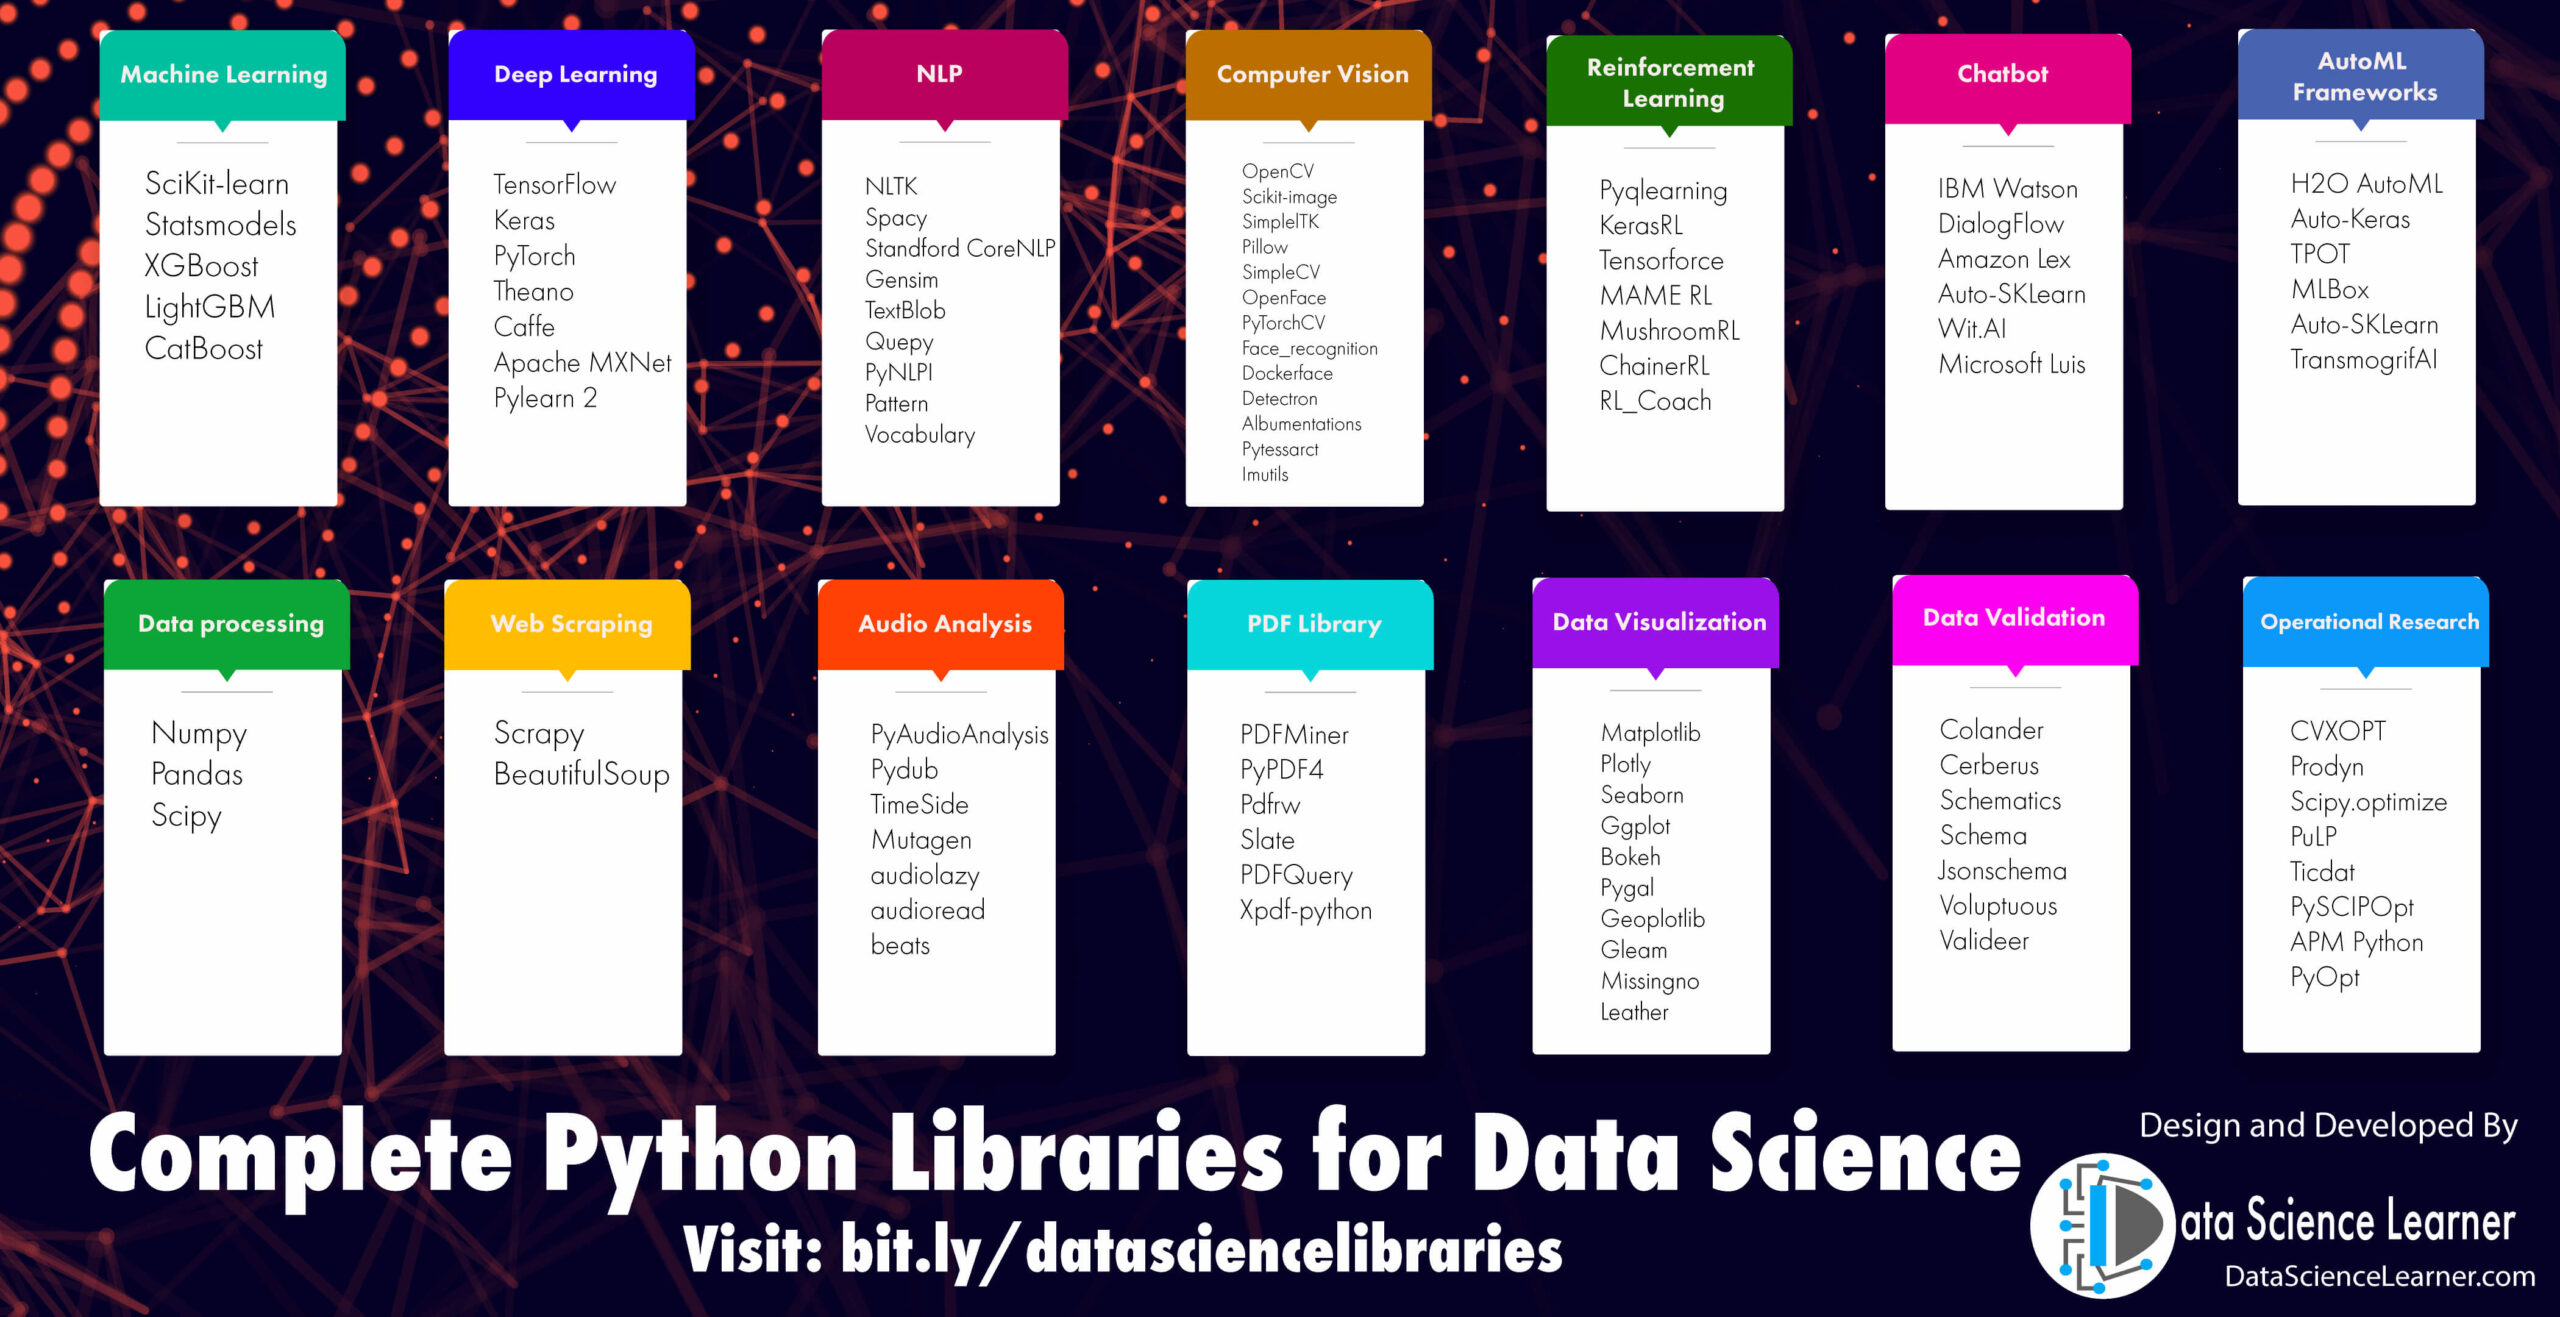 Machine Learning
SciKit-learn
Statsmodels
XGBoost
LightGBM
CatBoost
Deep Learning
TensorFlow
Keras
PyTorch
Theano
Caffe
Apache MXNet
Pylearn 2
NLP
NLTK
Spacy
Standford CoreNLP
Gensim
TextBlob
Quepy
PyNLPI
Pattern
Vocabulary
Computer Vision
OpenCV
Scikit-image
SimpleITK
Pillow
SimpleCV
OpenFace
PyTorchCV
Face_recognition
Dockerface
Detectron
Albumentations
Pytessarct
Imutils
Reinforcement
Learning
Pyqlearning
KerasRL
Tensorforce
MAME RL
MushroomRL
ChainerRL
RL_Coach
Chatbot
IBM Watson
DialogFlow
Amazon Lex
Auto-SKLearn
Wit.AI
Microsoft Luis
AutoML
Frameworks
H2O AutoML
Auto-Keras
TPOT
MLBox
Auto-SKLearn
TransmogrifAI
Data processing
Numpy
Pandas
Scipy
Web Scraping
Scrapy
BeautifulSoup
Audio Analysis
PyAudioAnalysis
Pydub
TimeSide
Mutagen
audiolazy
audioread
beats
PDF Library
PDFMiner
PyPDF4
Pdfrw
Slate
PDFQuery
Xpdf-python
Data Visualization
Matplotlib
Plotly
Seaborn
Ggplot
Bokeh
Pygal
Geoplotlib
Gleam
Missingno
Leather
Data Validation
Colander
Cerberus
Schematics
Schema
Jsonschema
Voluptuous
Valideer
Operational Research
CVXOPT
Prodyn
Scipy.optimize
PuLP
Ticdat
PySCIPOpt
APM Python
PyOpt
Complete Python Libraries for Data Science
Visit: bit.ly/datasciencelibraries
Design and Developed By
Data Science Learner
DataScienceLearner.com